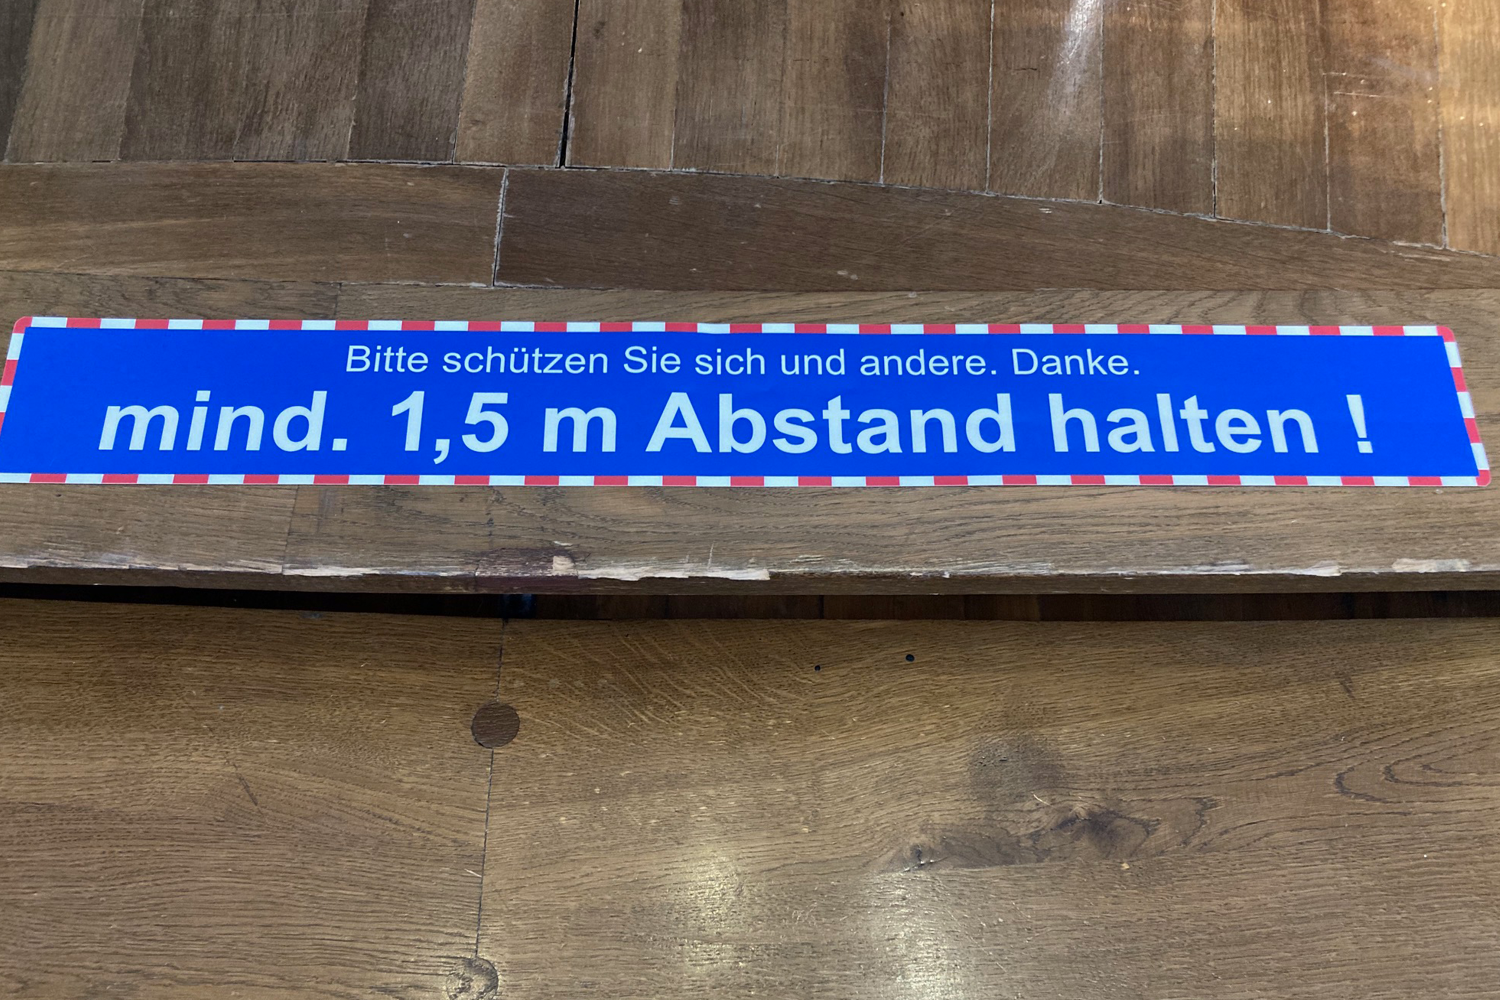 Bitte schützen Sie sich und andere. Danke.
mind. 1,5 m Abstand halten !